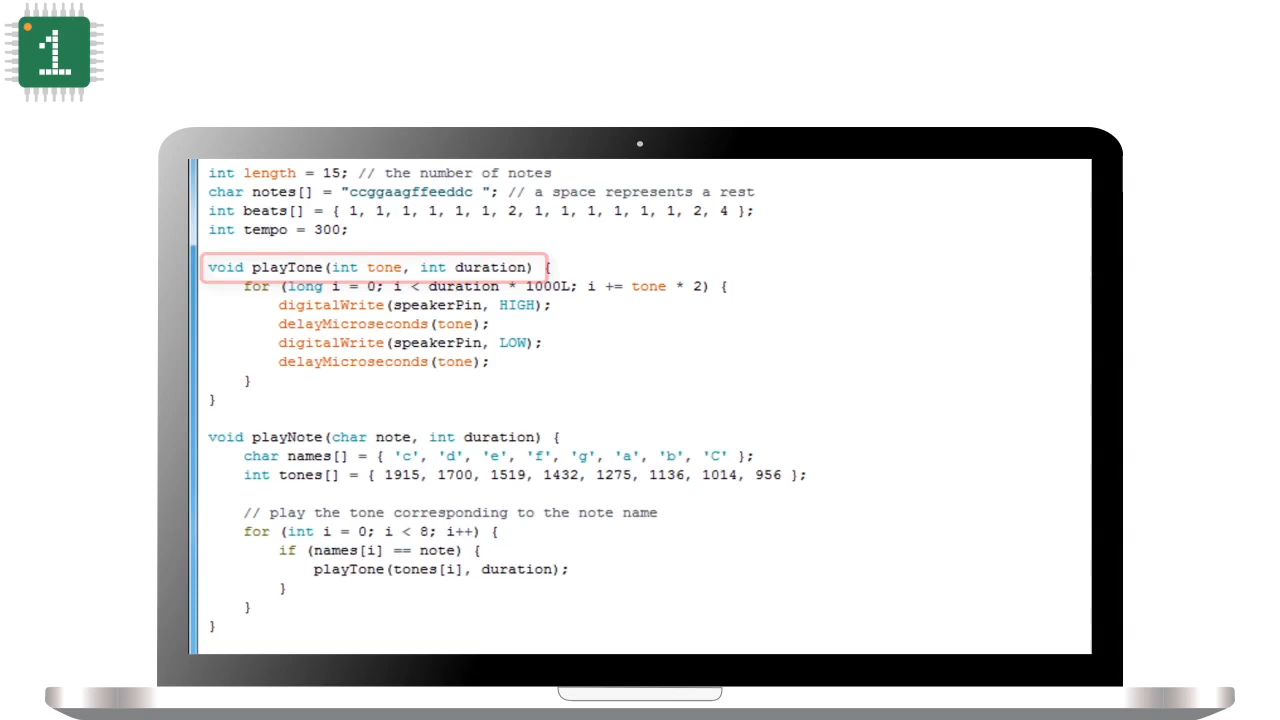 1
int length = 15; // the number of notes
char notes[] = "ccggaagffeeddc "; // a space represents a rest
int beats[] = { 1, 1, 1, 1, 1, 1, 2, 1, 1, 1, 1, 1, 1, 2, 4 };
int tempo = 300;
void playTone(int tone, int duration) {
for (long i = 0; i < duration * 1000L; i += tone * 2) {
digitalWrite(speakerPin, HIGH);
delayMicroseconds(tone);
digitalWrite(speakerPin, LOW);
delayMicroseconds(tone);
}
}
void playNote(char note, int duration) {
char names[] = { 'c', 'd', 'e', 'f', 'g', 'a', 'b', 'C' };
int tones[] = { 1915, 1700, 1519, 1432, 1275, 1136, 1014, 956 };
// play the tone corresponding to the note name
for (int i = 0; i < 8; i++) {
if (names[i] == note) {
playTone(tones[i], duration);
}
}
}